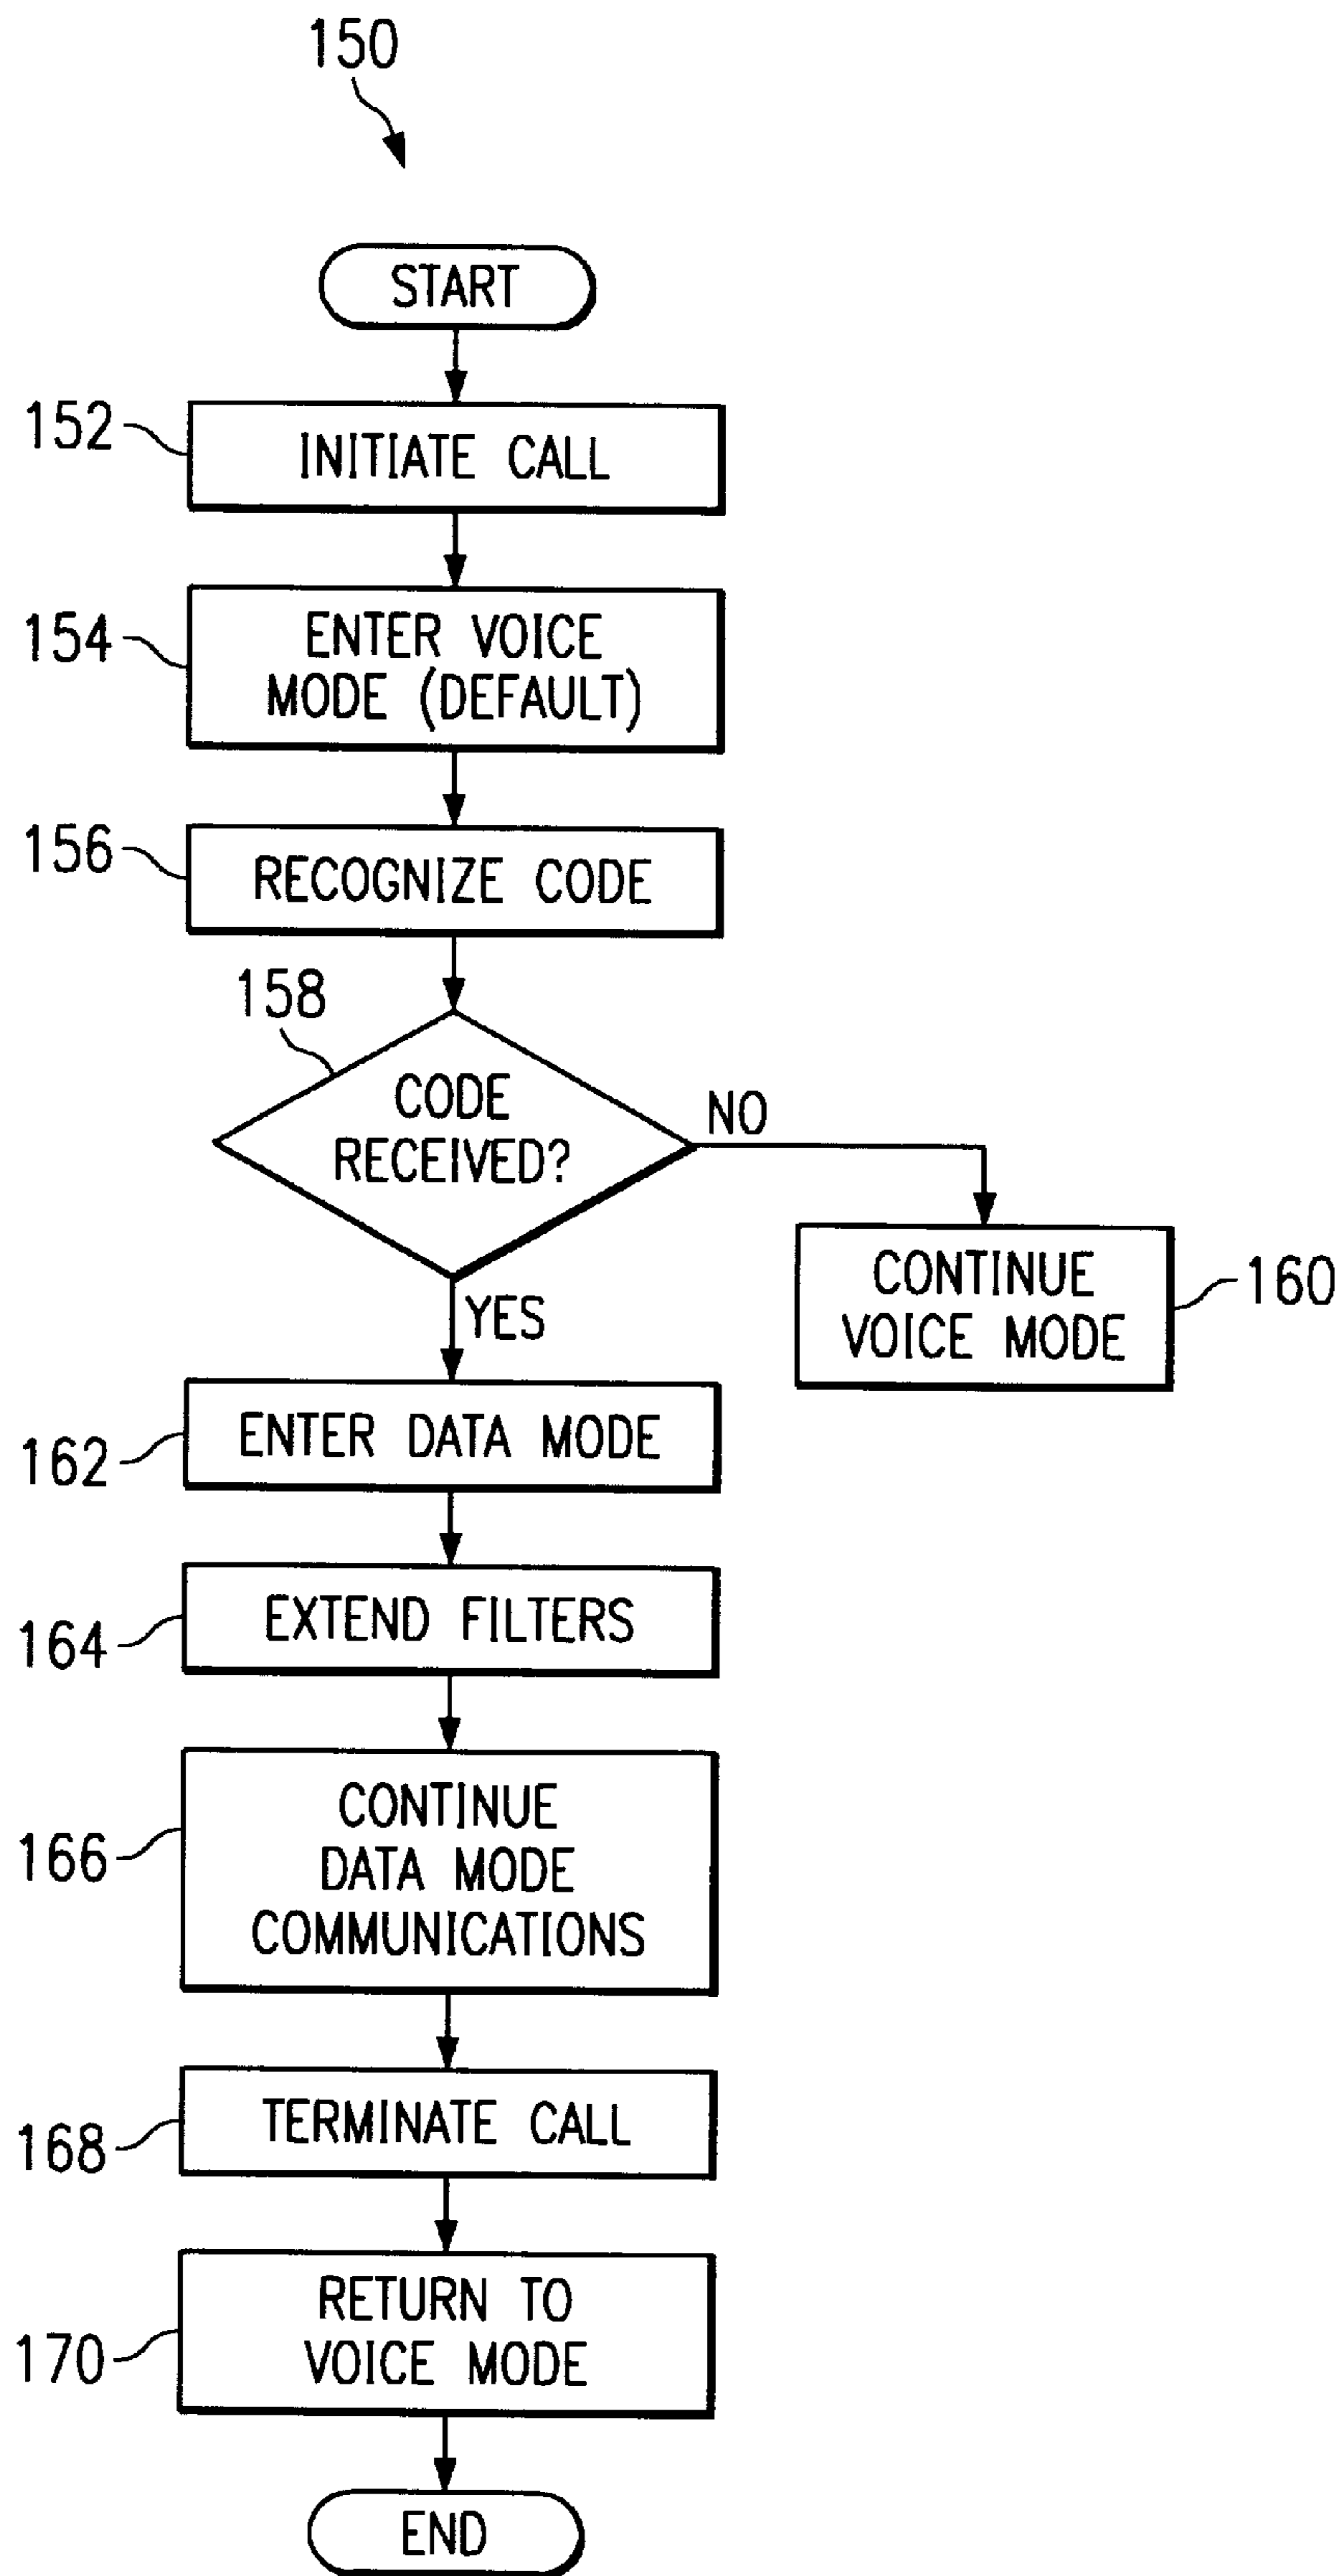 150
START
152
INITIATE CALL
154
ENTER VOICE
MODE (DEFAULT)
156
RECOGNIZE CODE
158
CODE
RECEIVED?
NO
YES
CONTINUE
VOICE MODE
160
162
ENTER DATA MODE
164
EXTEND FILTERS
166
CONTINUE
DATA MODE
COMMUNICATIONS
168
TERMINATE CALL
170
RETURN TO
VOICE MODE
END